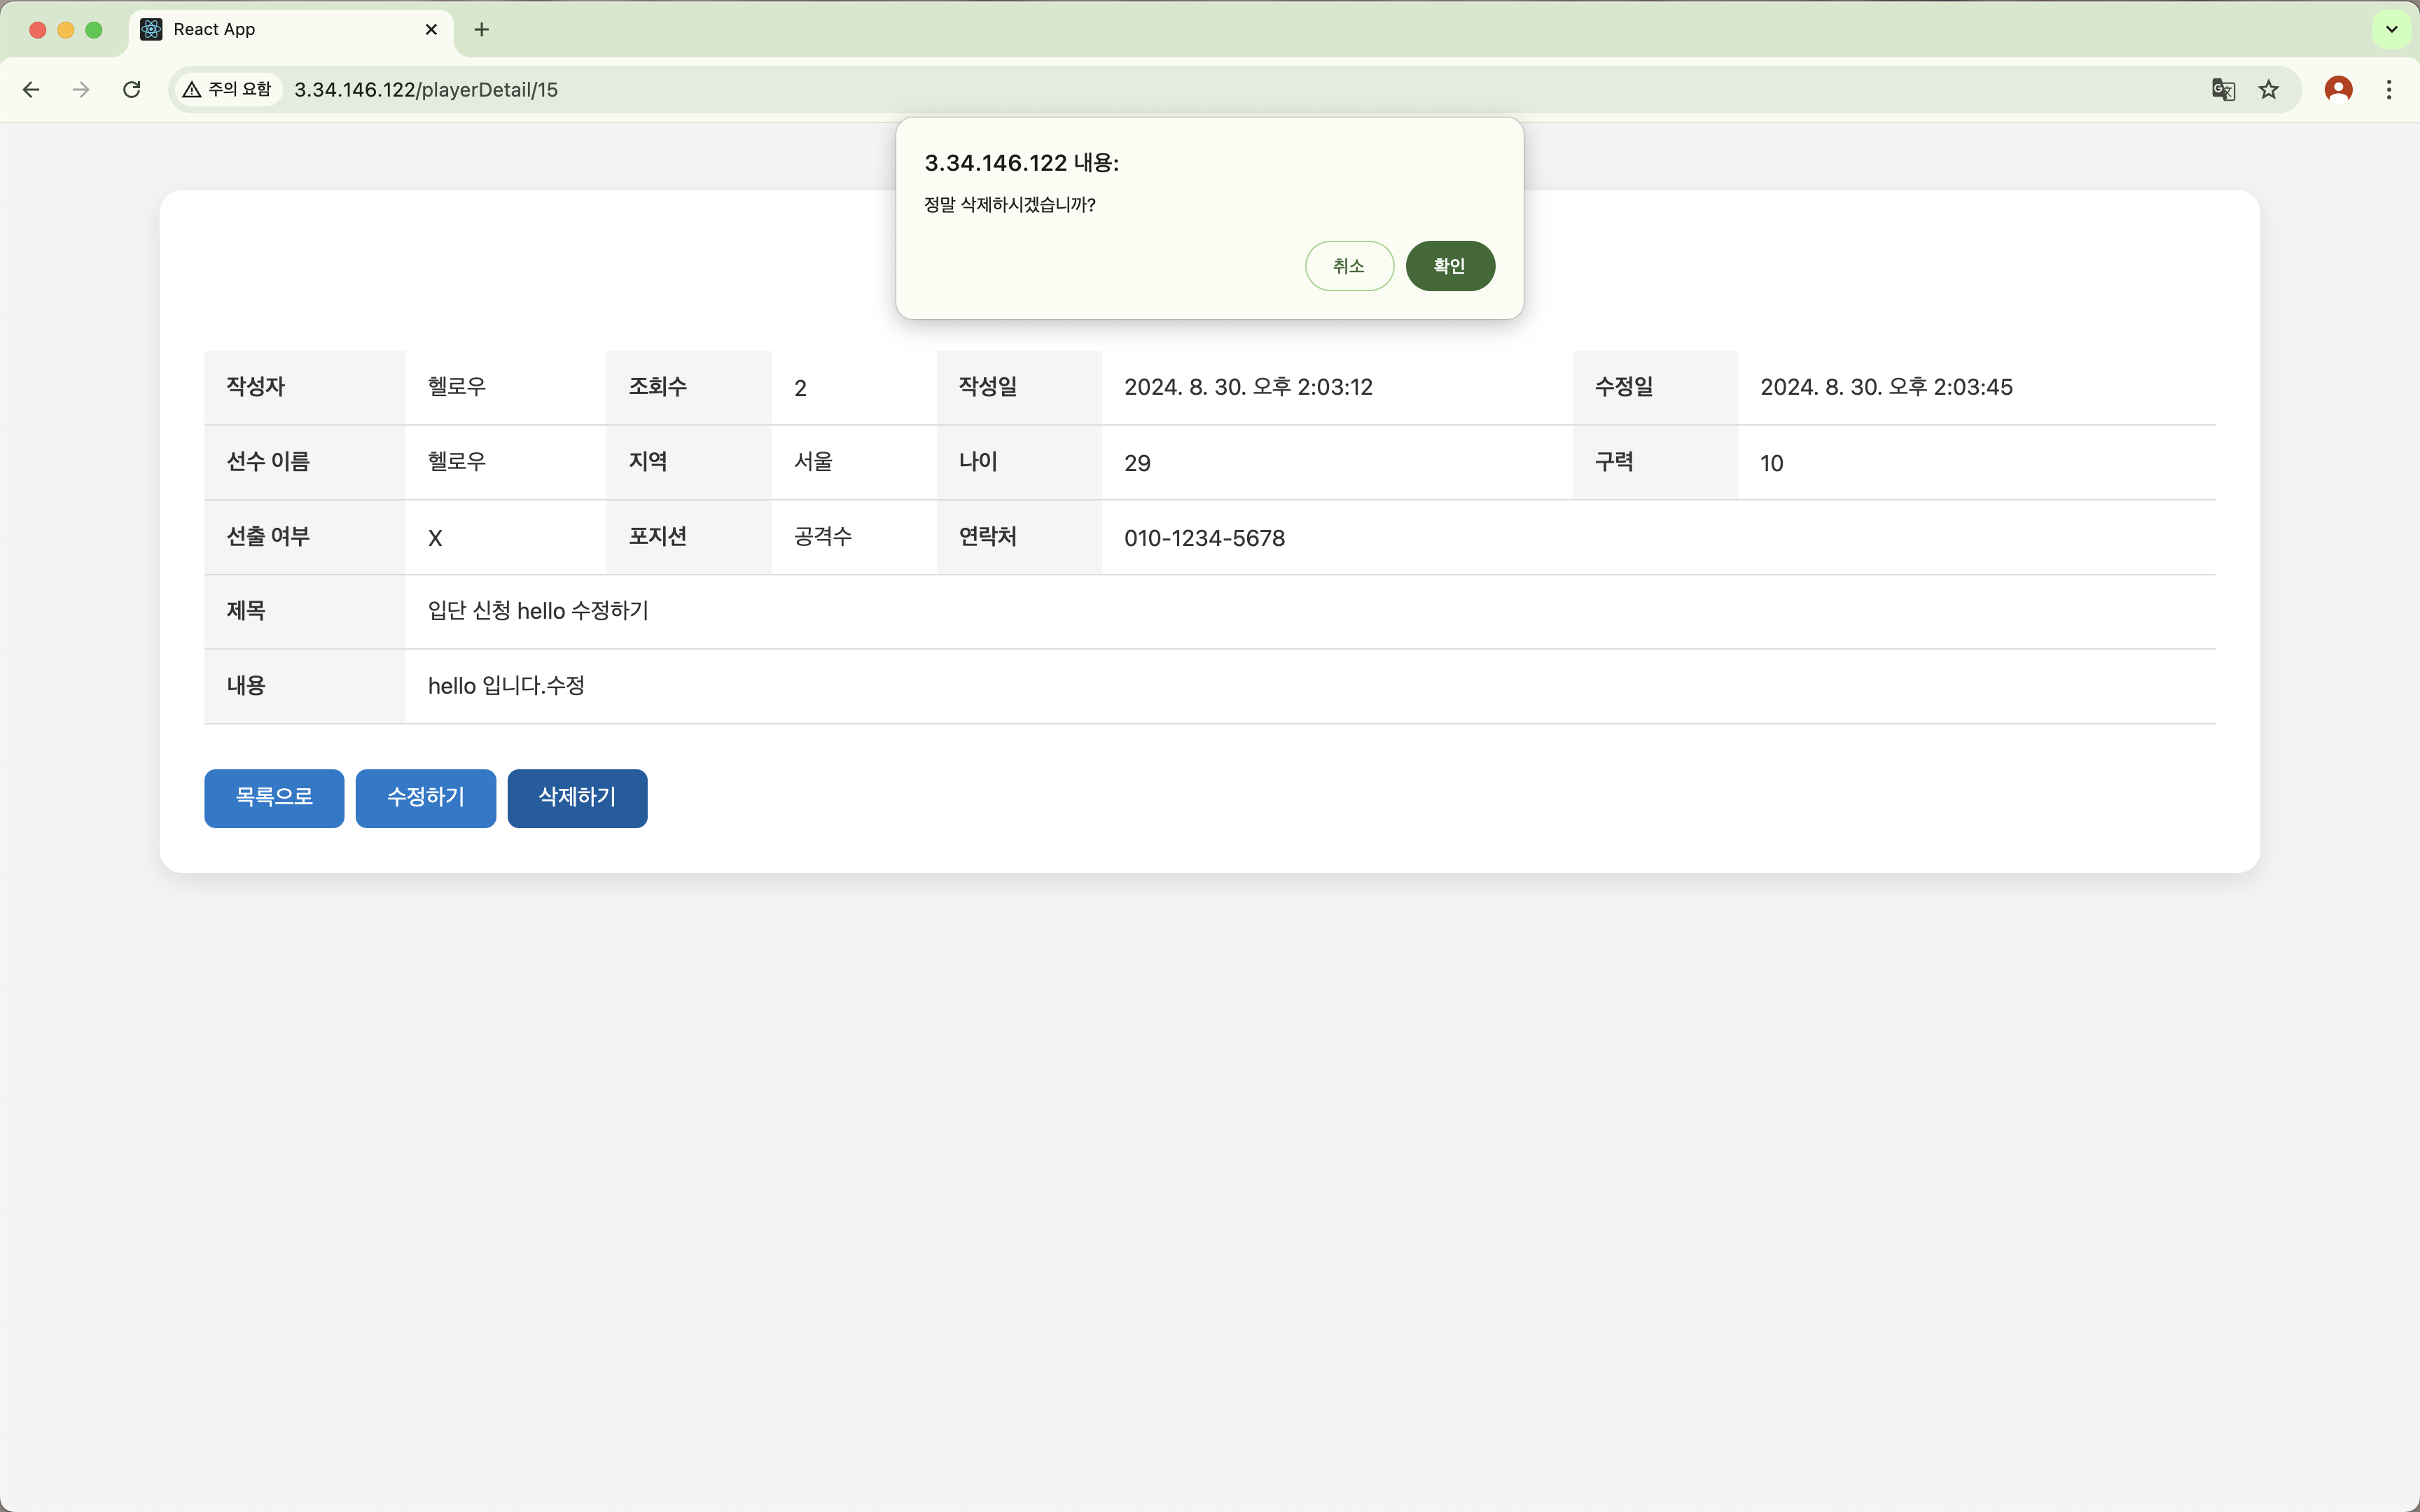 React App
주의 요함 3.34.146.122/playerDetail/15
3.34.146.122 내용:
정말 삭제하시겠습니까?
취소 확인
작성자 헬로우 조회수 2 작성일 2024. 8. 30. 오후 2:03:12 수정일 2024. 8. 30. 오후 2:03:45
선수 이름 헬로우 지역 서울 나이 29 구력 10
선출 여부 X 포지션 공격수 연락처 010-1234-5678
제목 입단 신청 hello 수정하기
내용 hello 입니다.수정
목록으로 수정하기 삭제하기